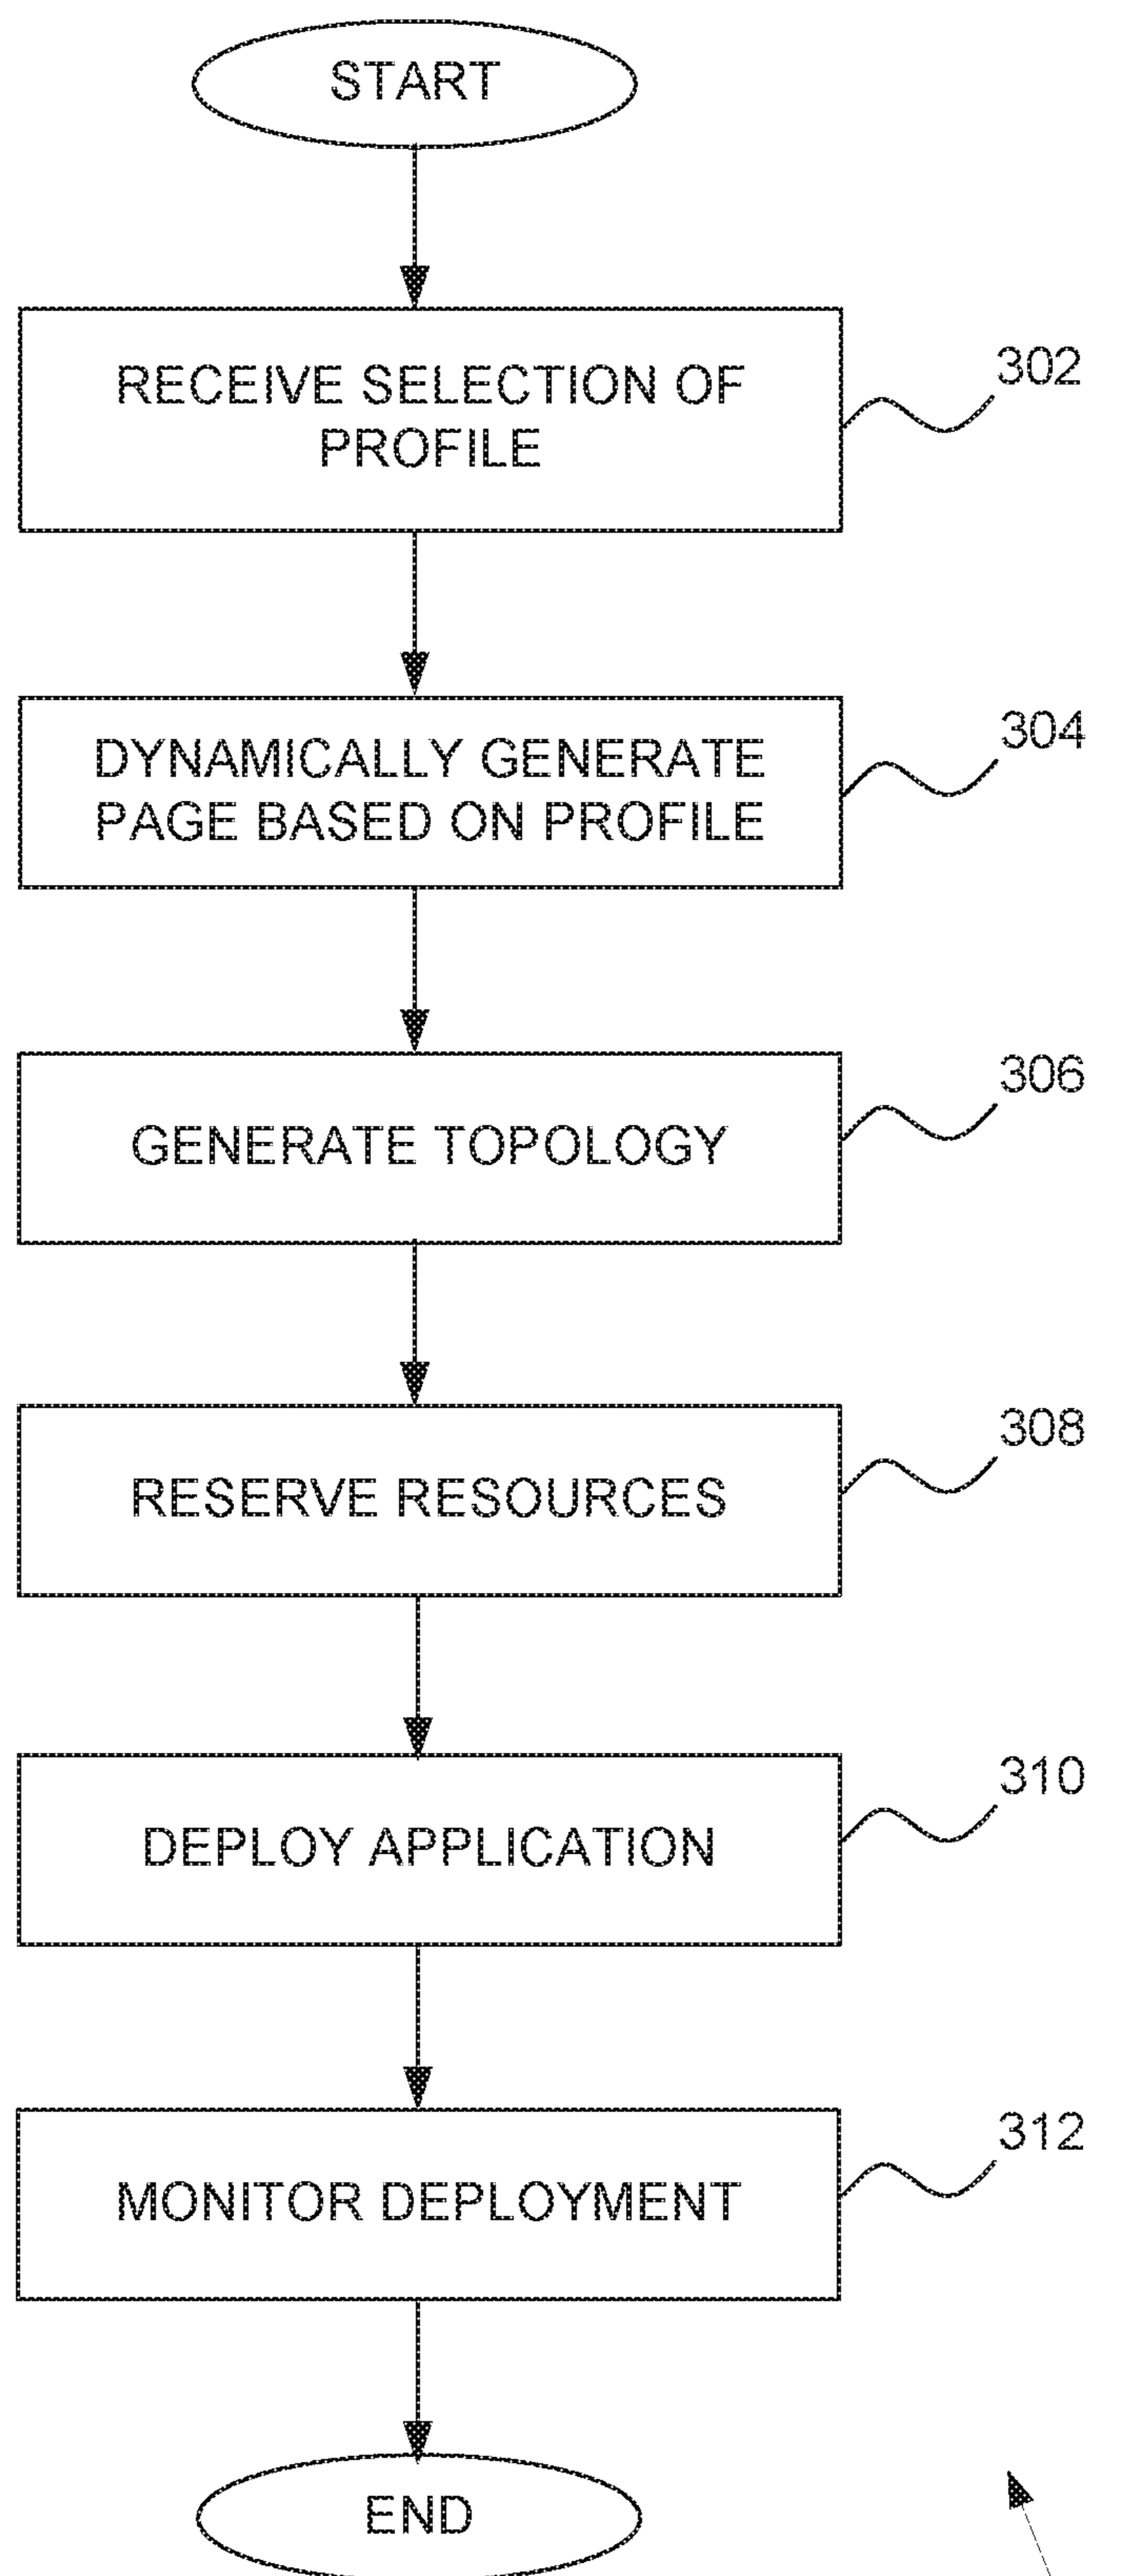 START
RECEIVE SELECTION OF
PROFILE
302
DYNAMICALLY GENERATE
PAGE BASED ON PROFILE
304
GENERATE TOPOLOGY
306
RESERVE RESOURCES
308
DEPLOY APPLICATION
310
MONITOR DEPLOYMENT
312
END